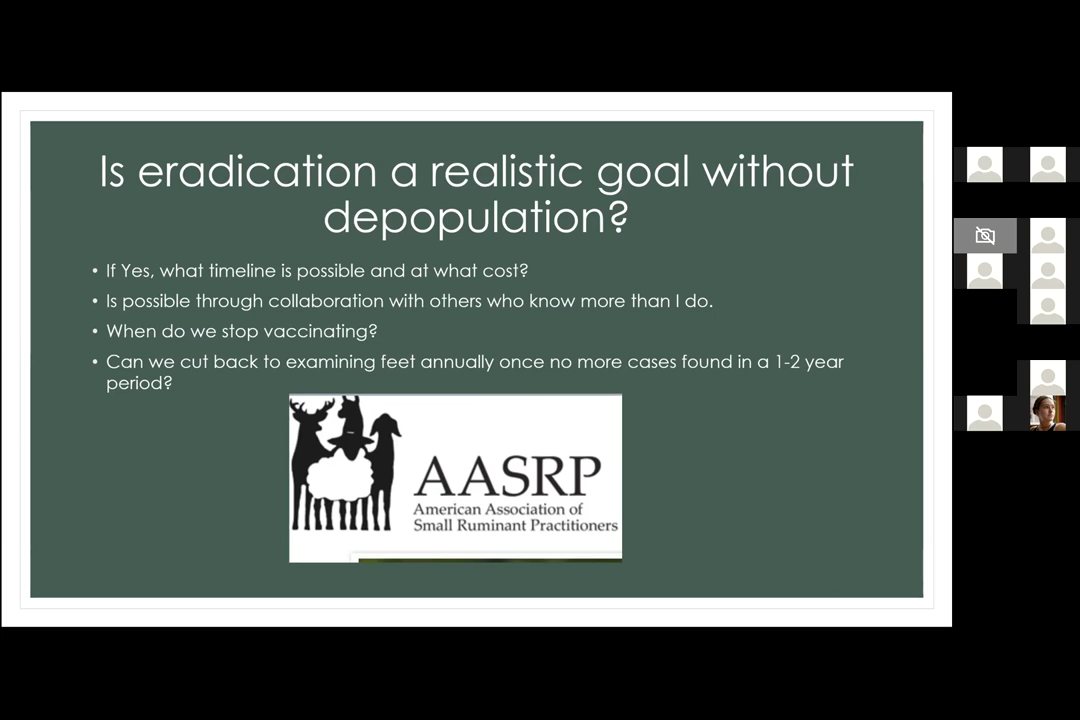 Is eradication a realistic goal without
depopulation?
• If Yes, what timeline is possible and at what cost?
• Is possible through collaboration with others who know more than I do.
• When do we stop vaccinating?
• Can we cut back to examining feet annually once no more cases found in a 1-2 year
period?
AASRP
American Association of
Small Ruminant Practitioners